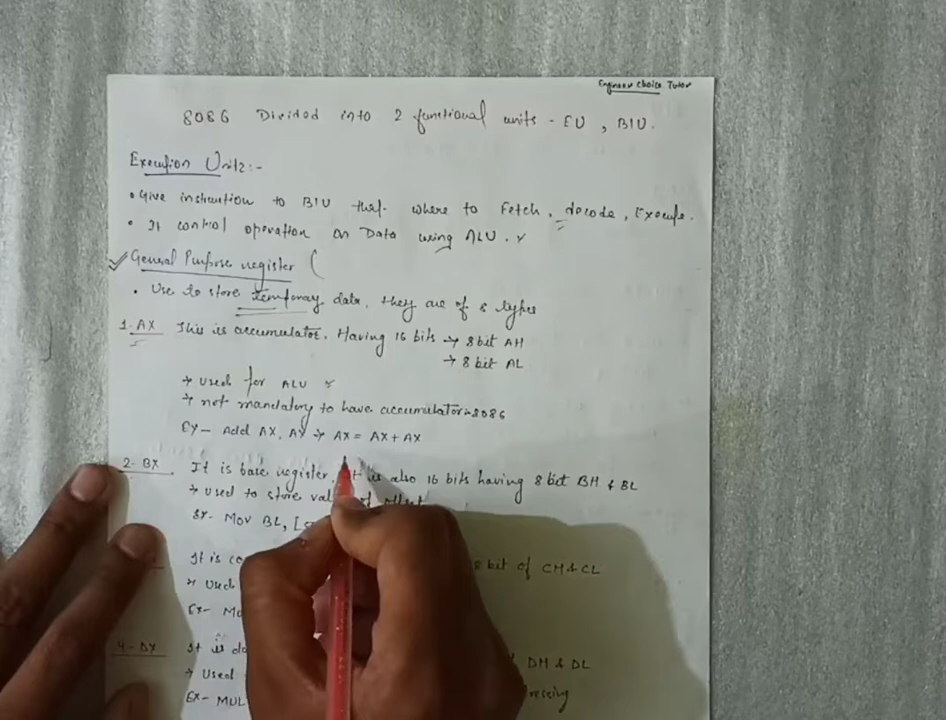 Engineer Choice Tutor
8086 Divided into 2 functional units - EU, BIU.
Execution Unit:-
• Give instruction to BIU that where to Fetch, decode, Execute.
• It control operation on Data using ALU.
General Purpose register (
• Use to store temporary data. they are of 8 types
1- AX This is accumulator. Having 16 bits → 8 bit AH
→ 8 bit AL
→ used for ALU
→ not mandatory to have accumulator in 8086
EX- Add AX, AX → AX = AX + AX
2- BX It is base register. It is also 16 bits having 8 bit BH & BL
→ used to store of offset
EX- Mov BL, [
It is 8 bit of CH & CL
→ Used
EX-
4- DX It is DH & DL
→ Used
EX- MUL